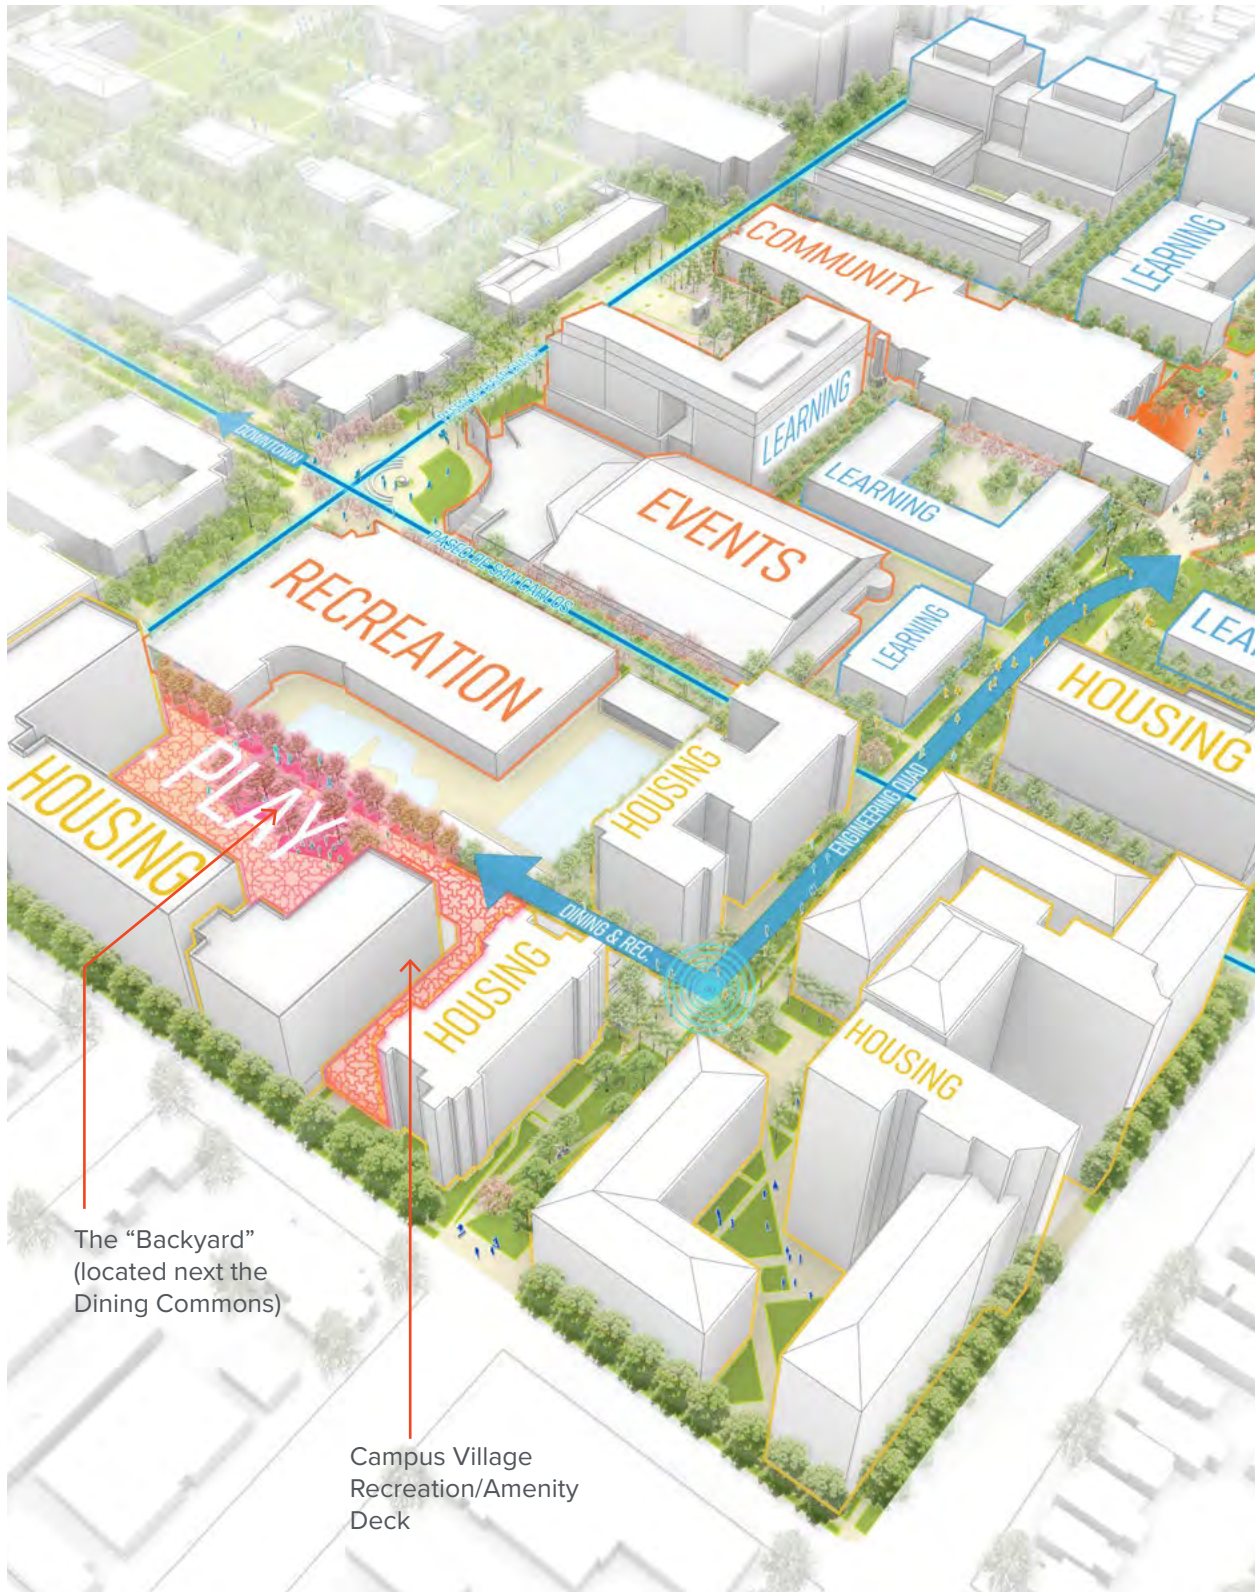 COMMUNITY
LEARNING
LEARNING
LEARNING
EVENTS
DOWNTOWN
PASEO DE SAN CARLOS
RECREATION
LEARNING
LEA
HOUSING
PLAY
HOUSING
HOUSING
ENGINEERING QUAD
DINING & REC.
HOUSING
HOUSING
The “Backyard”
(located next the
Dining Commons)
Campus Village
Recreation/Amenity
Deck